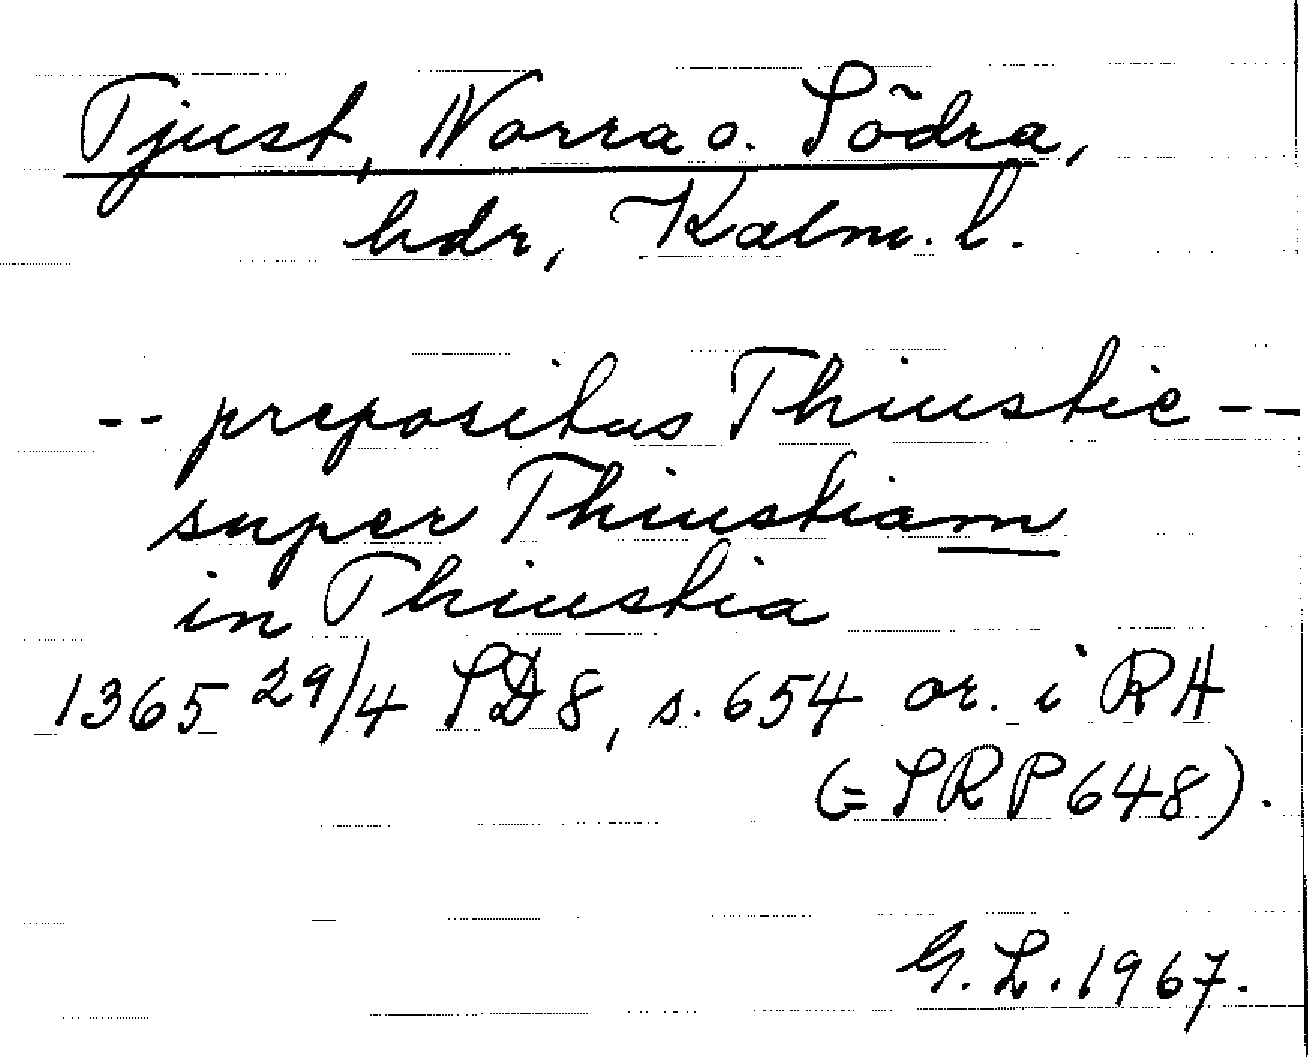 Tjust, Norra o. Södra,
hdr, Kalm. l.
-- prepositus Thiustie --
super Thiustiam
in Thiustia
1365 29/4 SD 8, s. 654 or. i RA
(= SRP 648).
G. L. 1967.